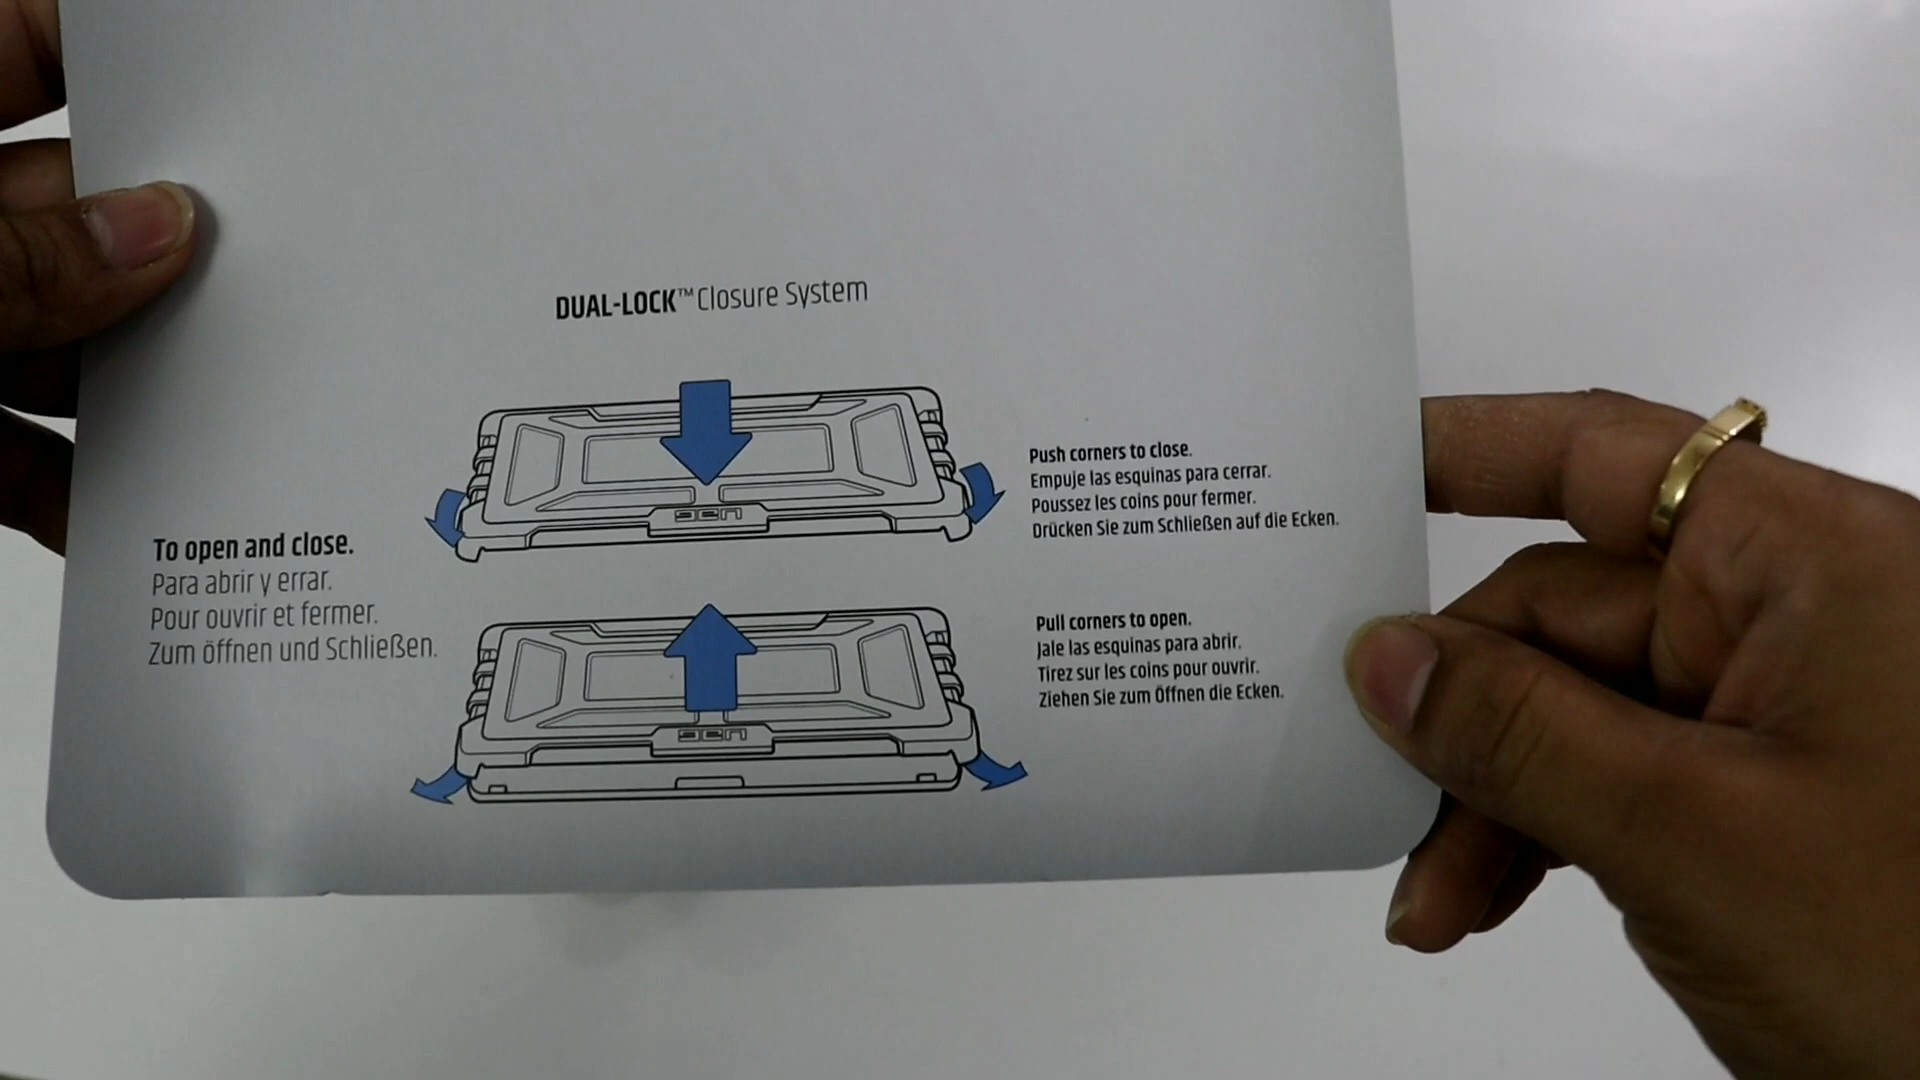 DUAL-LOCK™ Closure System
To open and close.
Para abrir y errar.
Pour ouvrir et fermer.
Zum öffnen und Schließen.
Push corners to close.
Empuje las esquinas para cerrar.
Poussez les coins pour fermer.
Drücken Sie zum Schließen auf die Ecken.
Pull corners to open.
Jale las esquinas para abrir.
Tirez sur les coins pour ouvrir.
Ziehen Sie zum Öffnen die Ecken.